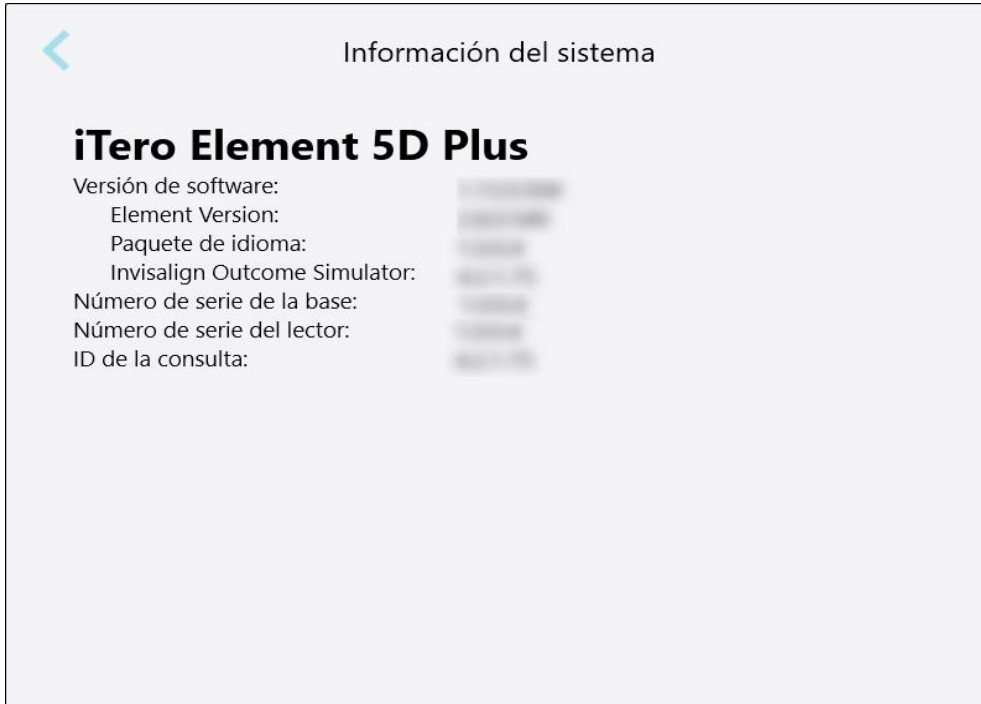 Información del sistema
iTero Element 5D Plus
Versión de software:
Element Version:
Paquete de idioma:
Invisalign Outcome Simulator:
Número de serie de la base:
Número de serie del lector:
ID de la consulta: